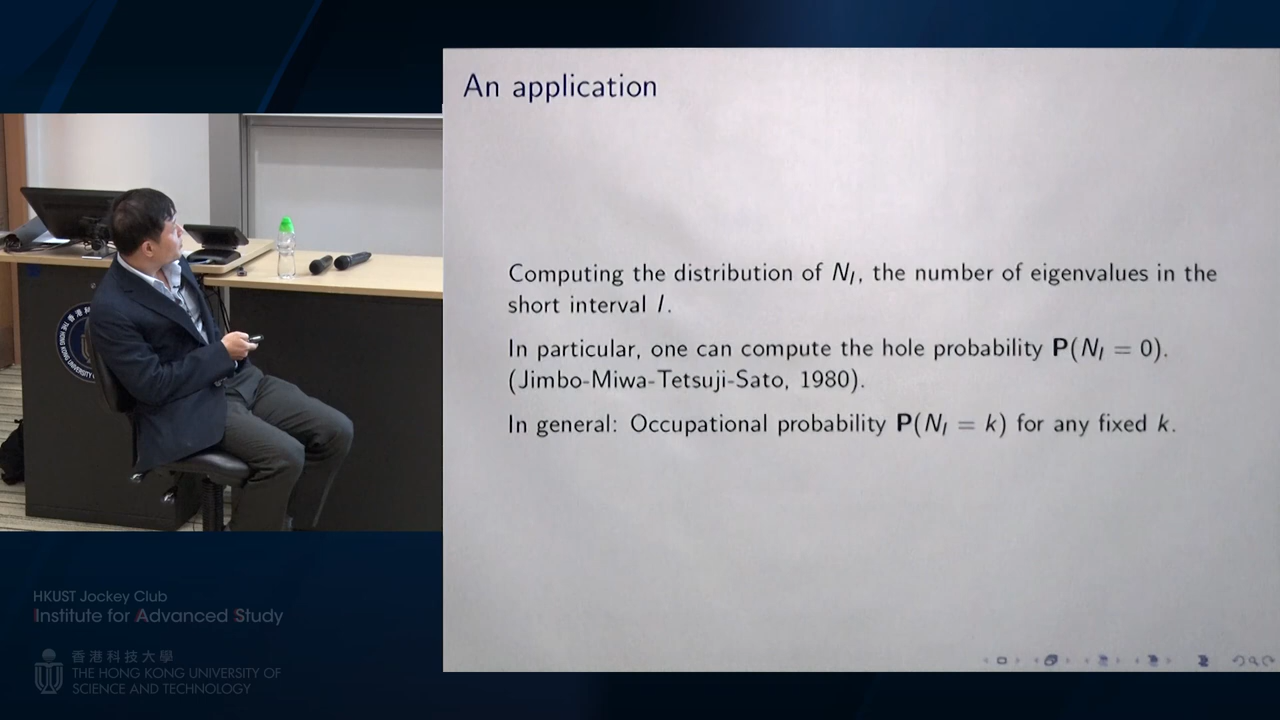 An application
Computing the distribution of N_I, the number of eigenvalues in the
short interval I.
In particular, one can compute the hole probability P(N_I = 0).
(Jimbo-Miwa-Tetsuji-Sato, 1980).
In general: Occupational probability P(N_I = k) for any fixed k.
HKUST Jockey Club
Institute for Advanced Study
香港科技大學
THE HONG KONG UNIVERSITY OF
SCIENCE AND TECHNOLOGY